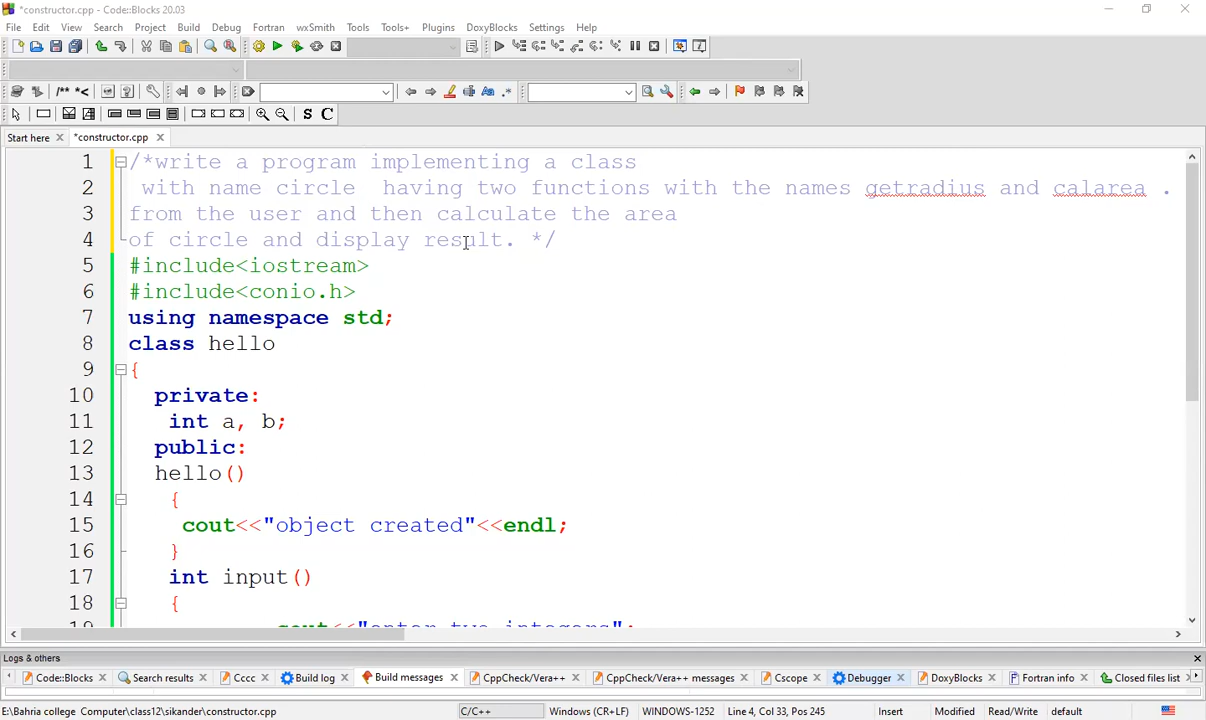 *constructor.cpp - Code::Blocks 20.03
File Edit View Search Project Build Debug Fortran wxSmith Tools Tools+ Plugins DoxyBlocks Settings Help
/** *<
S C
Start here *constructor.cpp
1 /*write a program implementing a class
2 with name circle having two functions with the names getradius and calarea .
3 from the user and then calculate the area
4 of circle and display result. */
5 #include<iostream>
6 #include<conio.h>
7 using namespace std;
8 class hello
9 {
10 private:
11 int a, b;
12 public:
13 hello()
14 {
15 cout<<"object created"<<endl;
16 }
17 int input()
18 {
19 cout<<"enter two integers";
Logs & others
Code::Blocks Search results Cccc Build log Build messages CppCheck/Vera++ CppCheck/Vera++ messages Cscope Debugger DoxyBlocks Fortran info Closed files list
E:\Bahria college Computer\class12\sikander\constructor.cpp C/C++ Windows (CR+LF) WINDOWS-1252 Line 4, Col 33, Pos 245 Insert Modified Read/Write default